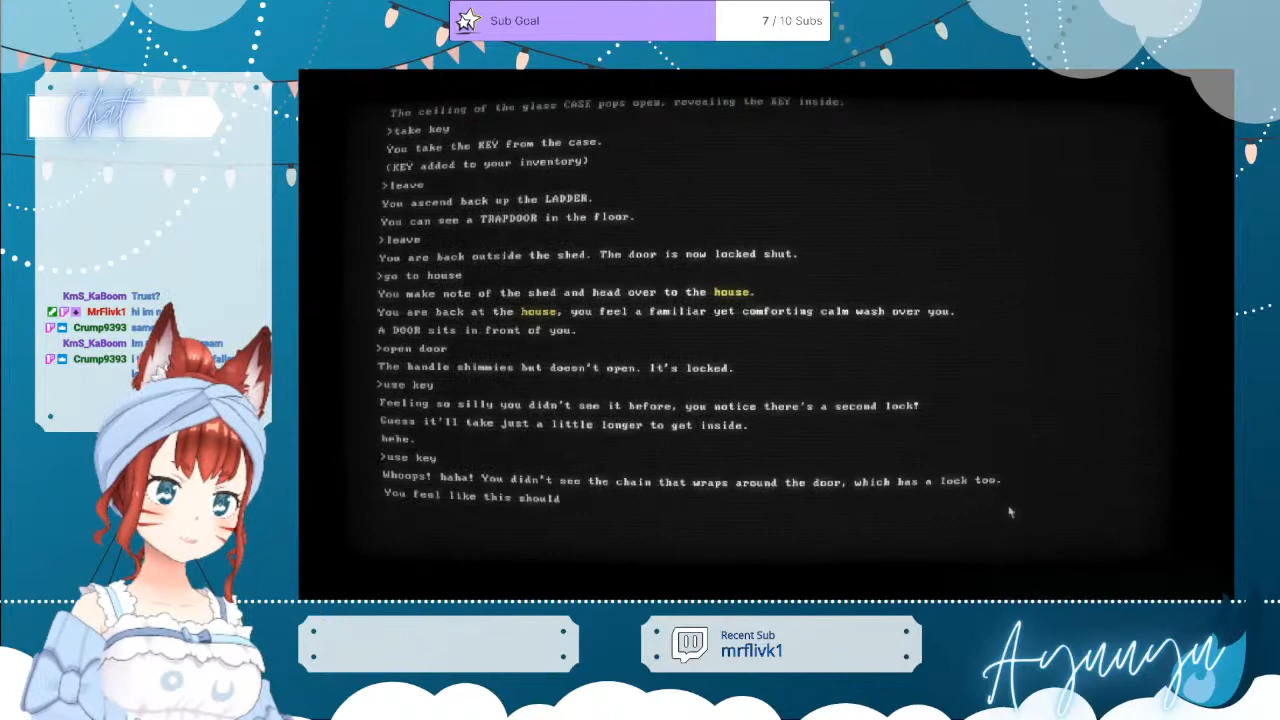 Sub Goal
7 / 10 Subs
Chat
KmS_KaBoom Trust?
MrFlivk1 hi im
Crump9393
KmS_KaBoom
Crump9393
The ceiling of the glass CASE pops open, revealing the KEY inside.
>take key
You take the KEY from the case.
(KEY added to your inventory)
>leave
You ascend back up the LADDER.
You can see a TRAPDOOR in the floor.
>leave
You are back outside the shed. The door is now locked shut.
>go to house
You make note of the shed and head over to the house.
You are back at the house, you feel a familiar yet comforting calm wash over you.
A DOOR sits in front of you.
>open door
The handle shimmies but doesn't open. It's locked.
>use key
Feeling so silly you didn't see it before, you notice there's a second lock!
Guess it'll take just a little longer to get inside.
hehe.
>use key
Whoops! haha! You didn't see the chain that wraps around the door, which has a lock too.
You feel like this should
Recent Sub
mrflivk1